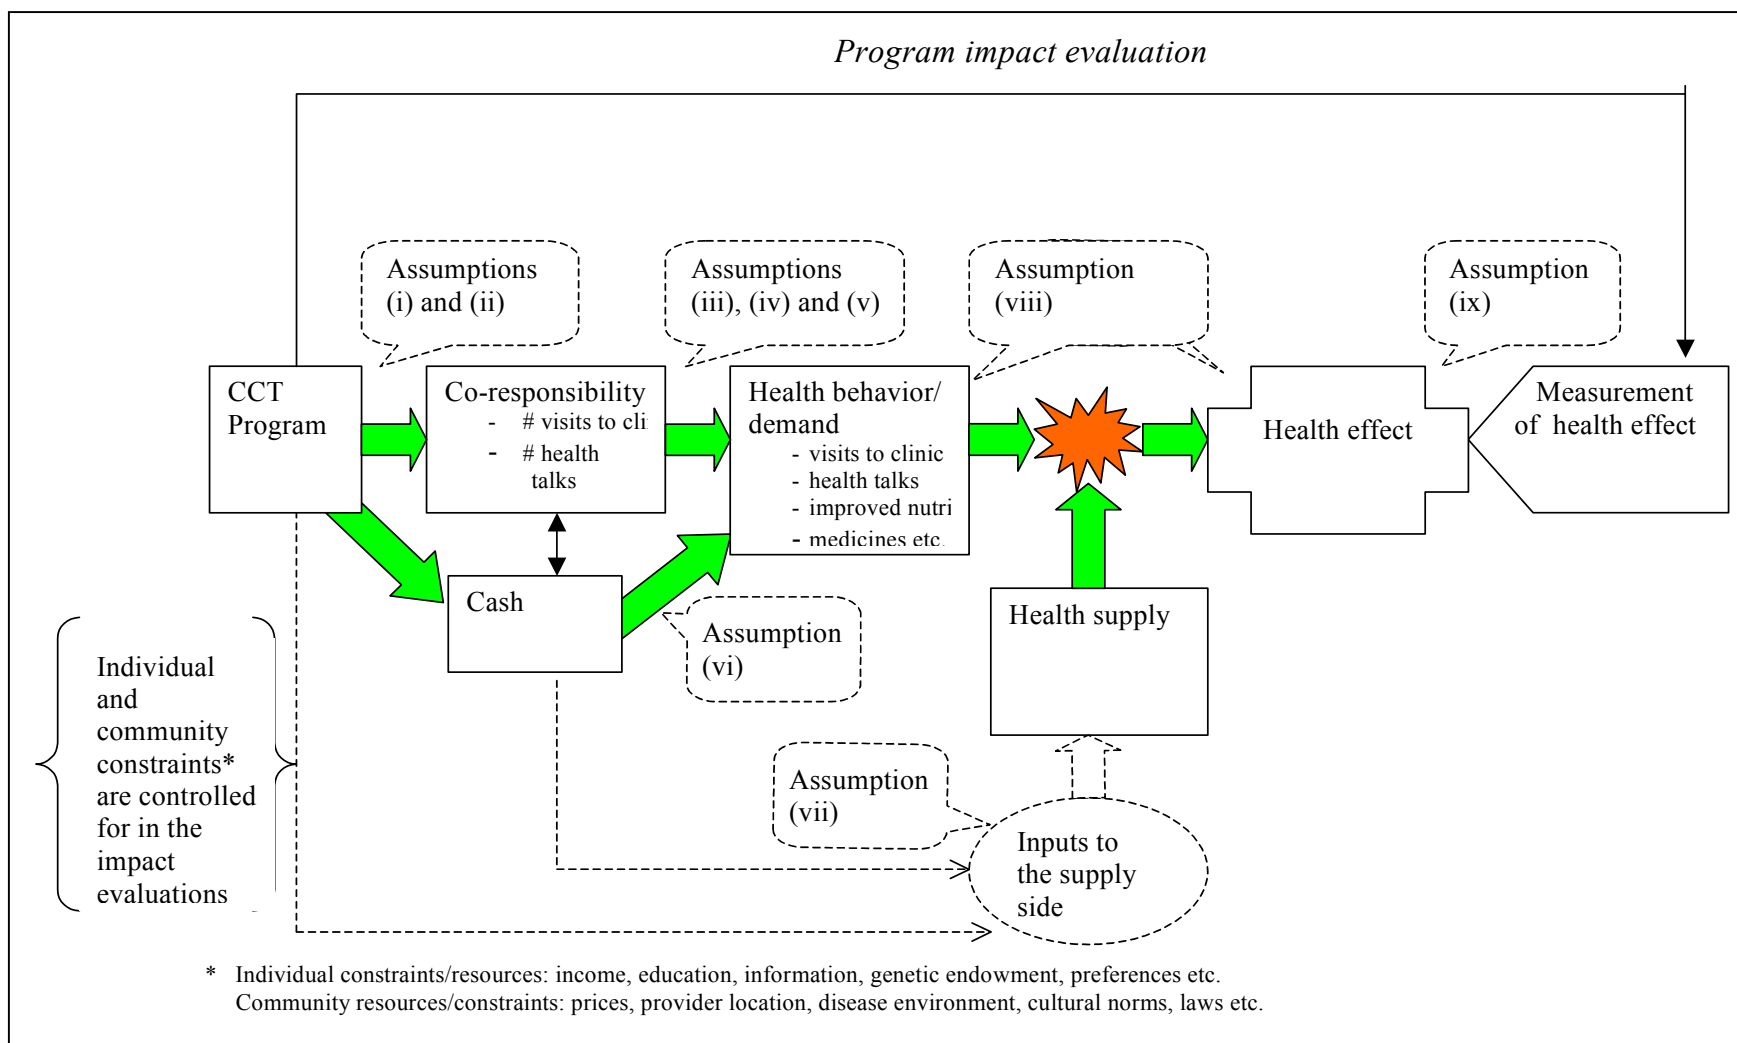 Program impact evaluation
Assumptions
(i) and (ii)
Assumptions
(iii), (iv) and (v)
Assumption
(viii)
Assumption
(ix)
CCT
Program
Co-responsibility
- # visits to cli
- # health
talks
Health behavior/
demand
- visits to clinic
- health talks
- improved nutri
- medicines etc.
Health effect
Measurement
of health effect
Cash
Assumption
(vi)
Health supply
Individual
and
community
constraints*
are controlled
for in the
impact
evaluations
Assumption
(vii)
Inputs to
the supply
side
* Individual constraints/resources: income, education, information, genetic endowment, preferences etc.
Community resources/constraints: prices, provider location, disease environment, cultural norms, laws etc.